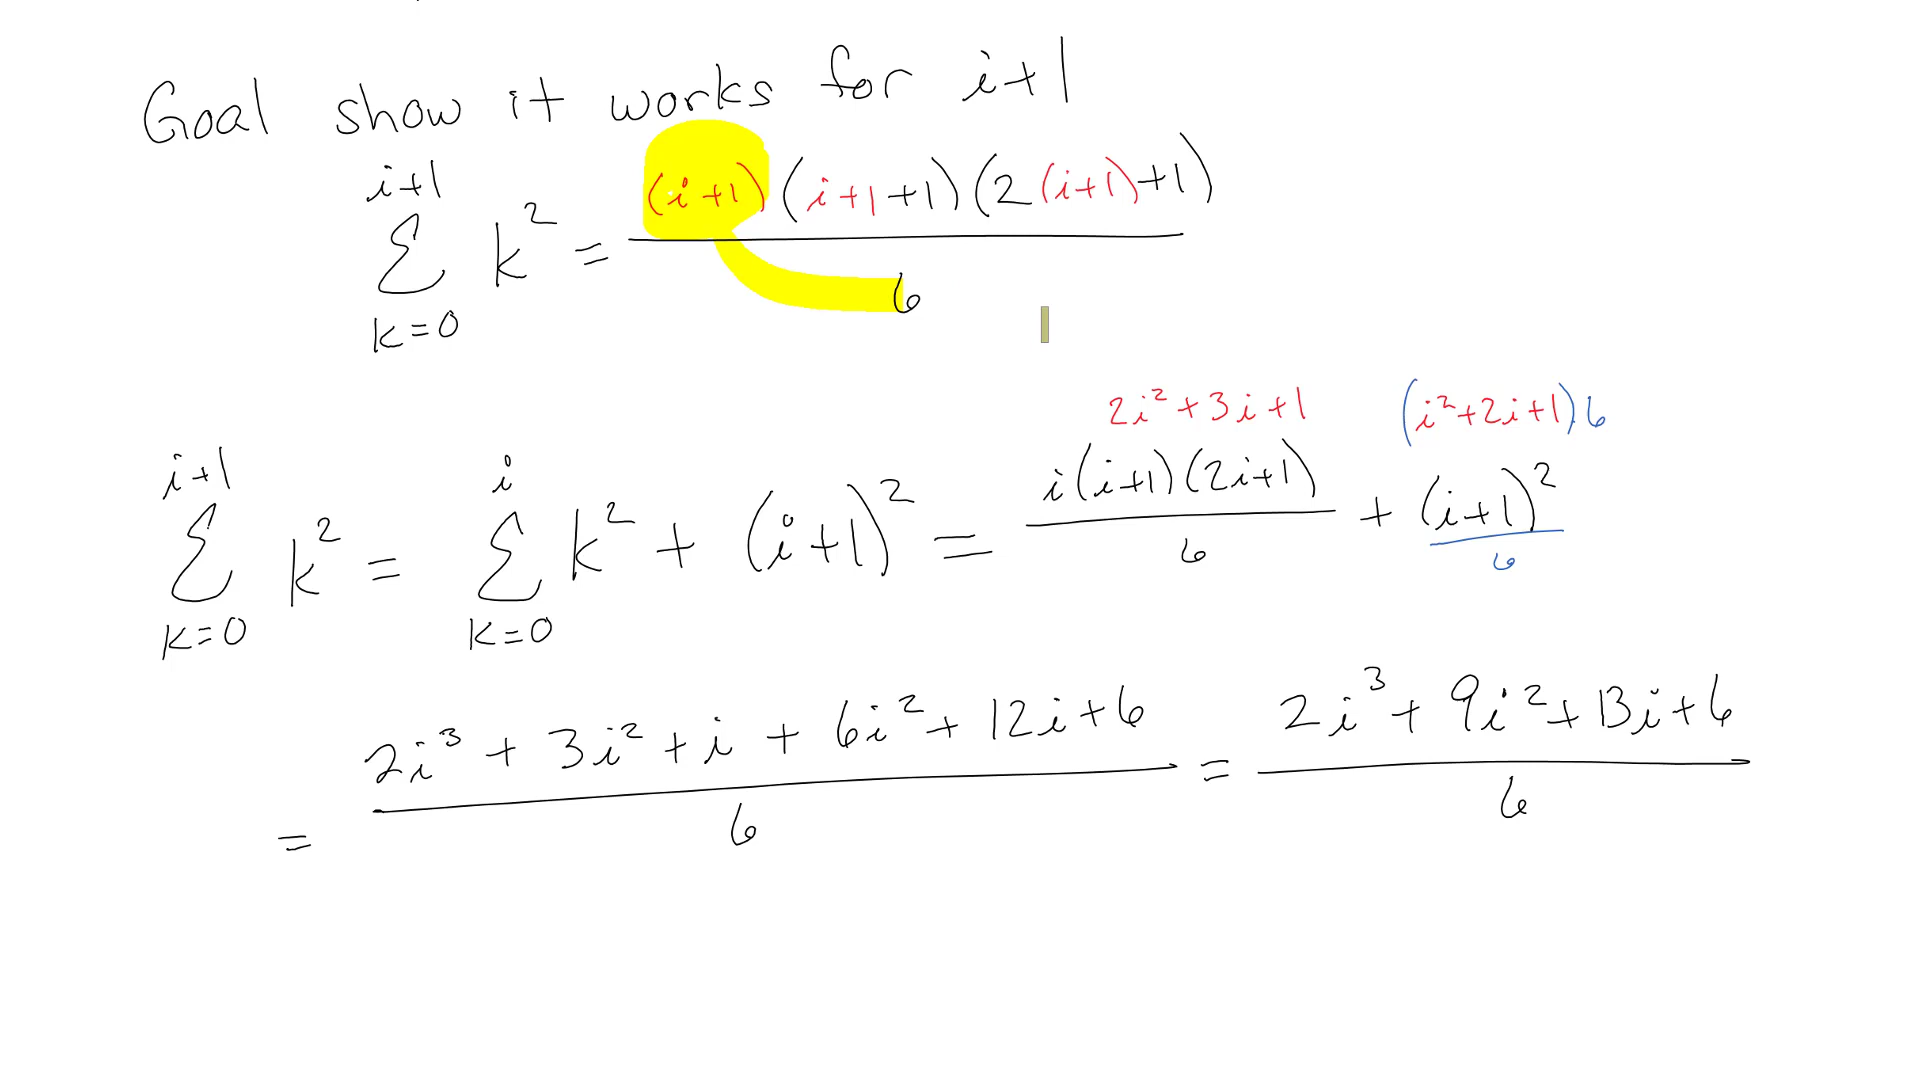 Goal show it works for i+1
i+1
∑ k² = (i+1)(i+1+1)(2(i+1)+1)
k=0 6
2i²+3i+1 (i²+2i+1)·6
i+1 i i(i+1)(2i+1)
∑ k² = ∑ k² + (i+1)² = + (i+1)²
k=0 k=0 6 6
= 2i³ + 3i² + i + 6i² + 12i + 6 = 2i³ + 9i² + 13i + 6
6 6